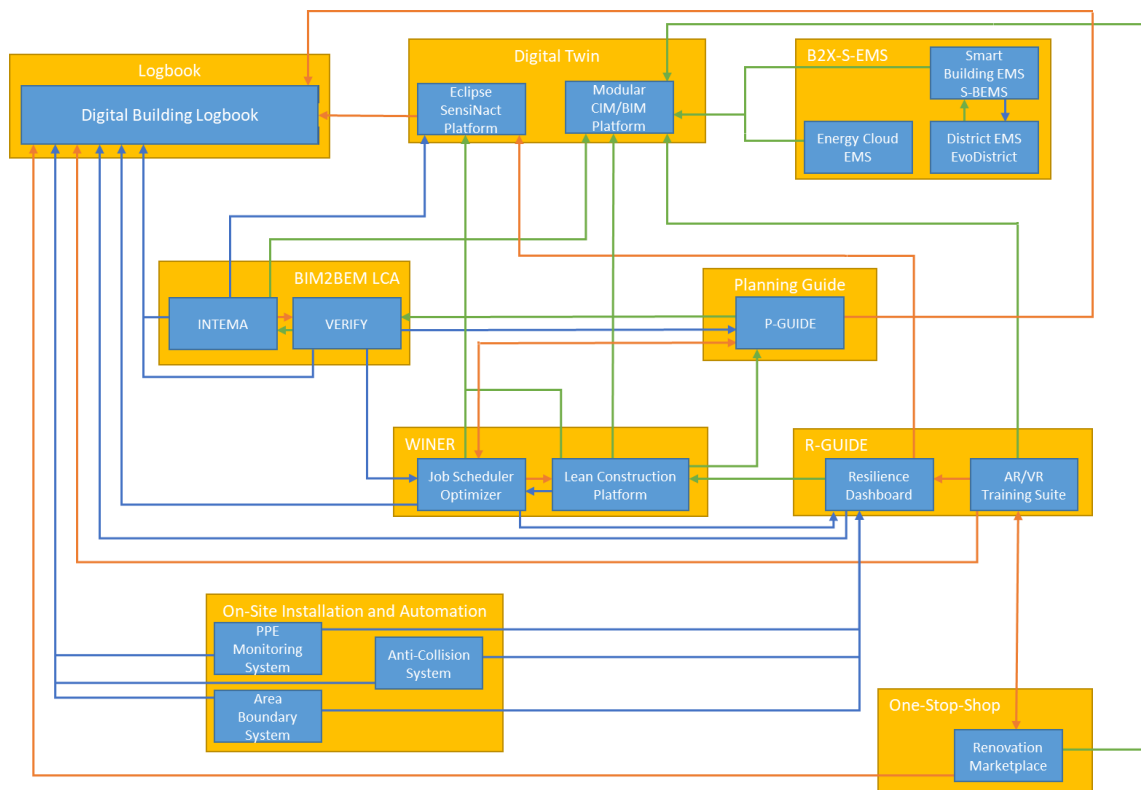 Logbook
Digital Building Logbook
Digital Twin
Eclipse
SensiNact
Platform
Modular
CIM/BIM
Platform
B2X-S-EMS
Smart
Building EMS
S-BEMS
Energy Cloud
EMS
District EMS
EvoDistrict
BIM2BEM LCA
INTEMA
VERIFY
Planning Guide
P-GUIDE
WINER
Job Scheduler
Optimizer
Lean Construction
Platform
R-GUIDE
Resilience
Dashboard
AR/VR
Training Suite
On-Site Installation and Automation
PPE
Monitoring
System
Anti-Collision
System
Area
Boundary
System
One-Stop-Shop
Renovation
Marketplace